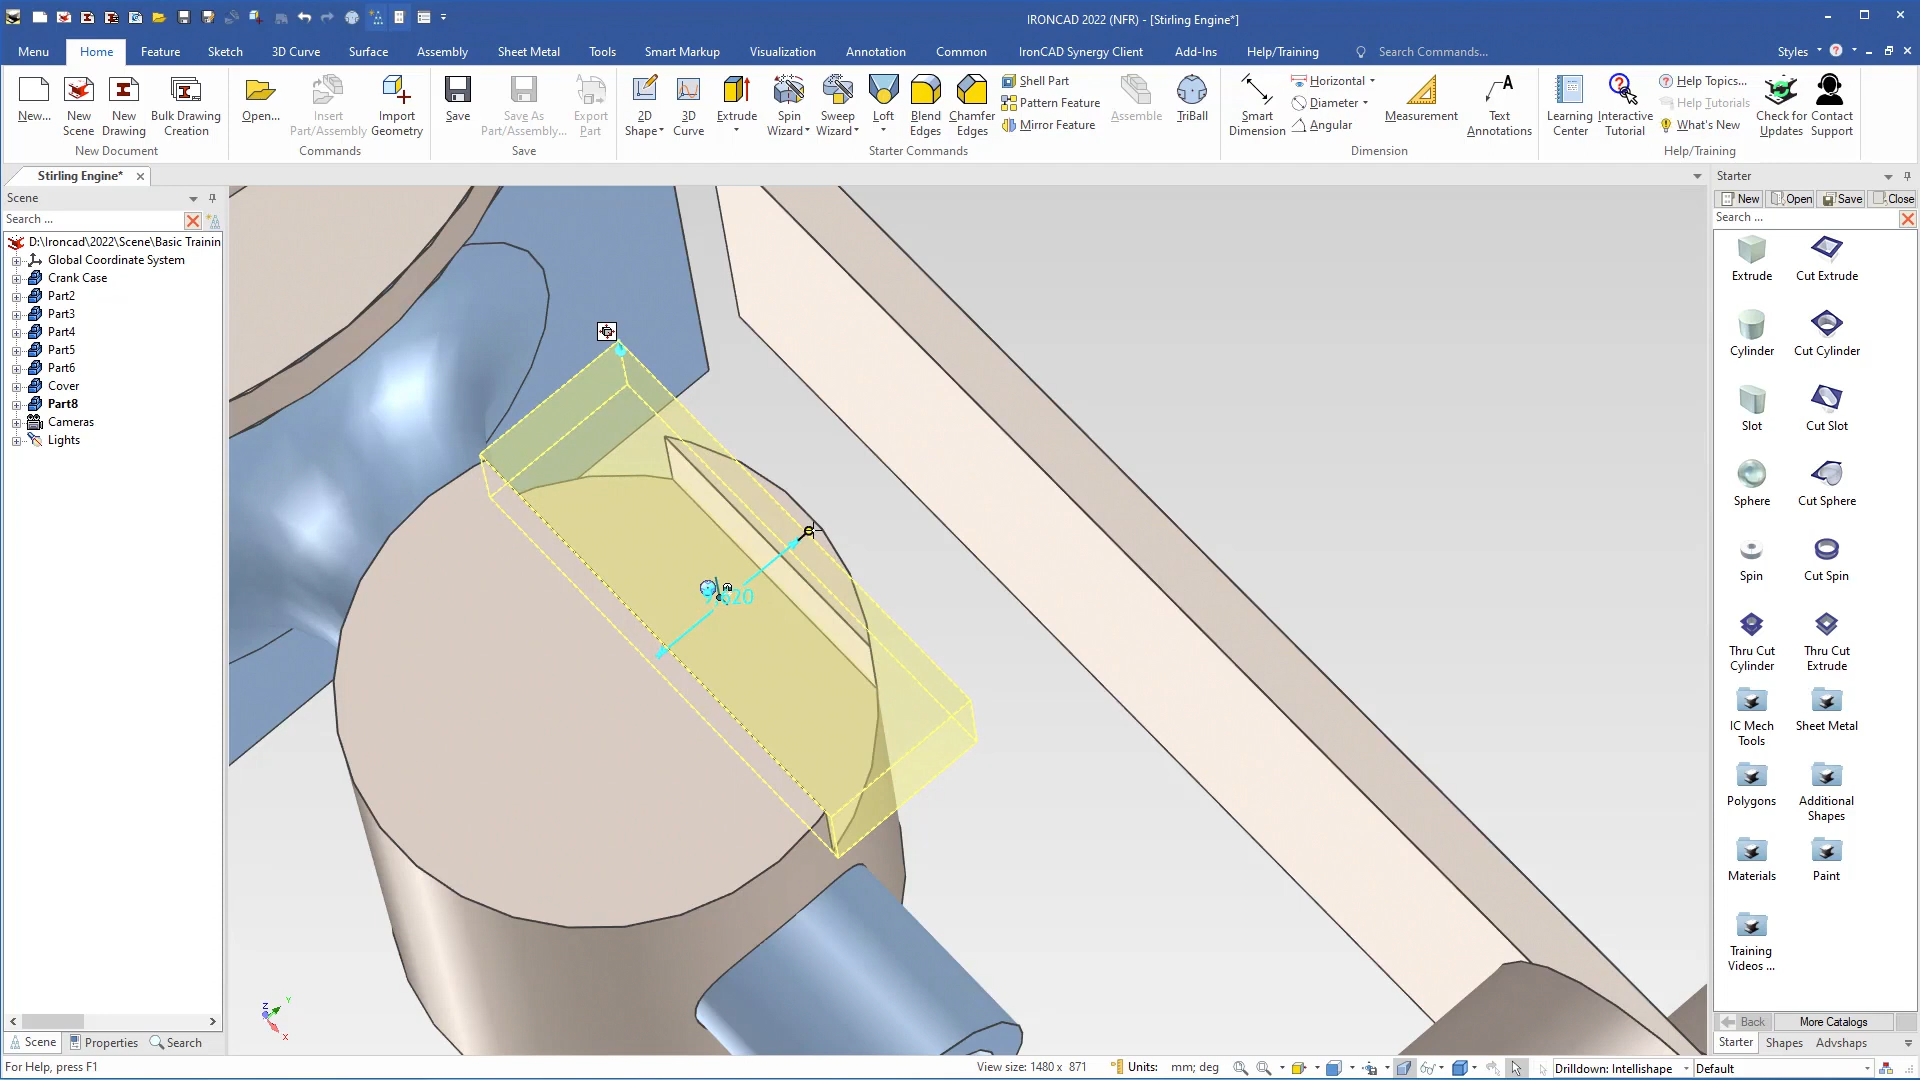 IRONCAD 2022 (NFR) - [Stirling Engine*]
Menu Home Feature Sketch 3D Curve Surface Assembly Sheet Metal Tools Smart Markup Visualization Annotation Common IronCAD Synergy Client Add-Ins Help/Training Search Commands... Styles
New... New Scene New Drawing Bulk Drawing Creation
New Document
Open... Insert Part/Assembly Import Geometry
Commands
Save Save As Part/Assembly... Export Part
Save
2D Shape 3D Curve Extrude Spin Wizard Sweep Wizard Loft Blend Edges Chamfer Edges
Shell Part
Pattern Feature
Mirror Feature
Assemble TriBall
Starter Commands
Smart Dimension
Horizontal
Diameter
Angular
Measurement Text Annotations
Dimension
Learning Center Interactive Tutorial
Help Topics...
Help Tutorials
What's New
Check for Updates Contact Support
Help/Training
Stirling Engine*
Scene
Search ...
D:\Ironcad\2022\Scene\Basic Trainin
Global Coordinate System
Crank Case
Part2
Part3
Part4
Part5
Part6
Cover
Part8
Cameras
Lights
Scene Properties Search
Z
Y
X
Starter
New Open Save Close
Search ...
Extrude Cut Extrude
Cylinder Cut Cylinder
Slot Cut Slot
Sphere Cut Sphere
Spin Cut Spin
Thru Cut Cylinder Thru Cut Extrude
IC Mech Tools Sheet Metal
Polygons Additional Shapes
Materials Paint
Training Videos ...
Back More Catalogs
Starter Shapes Advshaps
For Help, press F1 View size: 1480 x 871 Units: mm; deg Drilldown: Intellishape Default